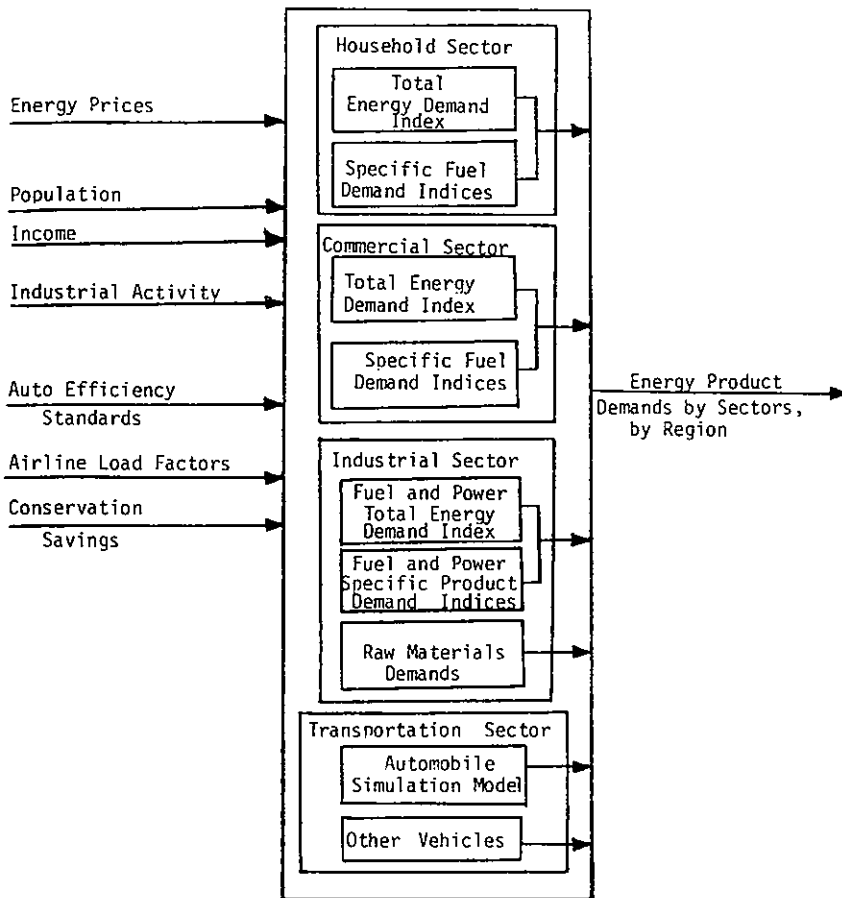 Energy Prices
Population
Income
Industrial Activity
Auto Efficiency
Standards
Airline Load Factors
Conservation
Savings
Household Sector
Total
Energy Demand
Index
Specific Fuel
Demand Indices
Commercial Sector
Total Energy
Demand Index
Specific Fuel
Demand Indices
Industrial Sector
Fuel and Power
Total Energy
Demand Index
Fuel and Power
Specific Product
Demand Indices
Raw Materials
Demands
Transportation Sector
Automobile
Simulation Model
Other Vehicles
Energy Product
Demands by Sectors,
by Region